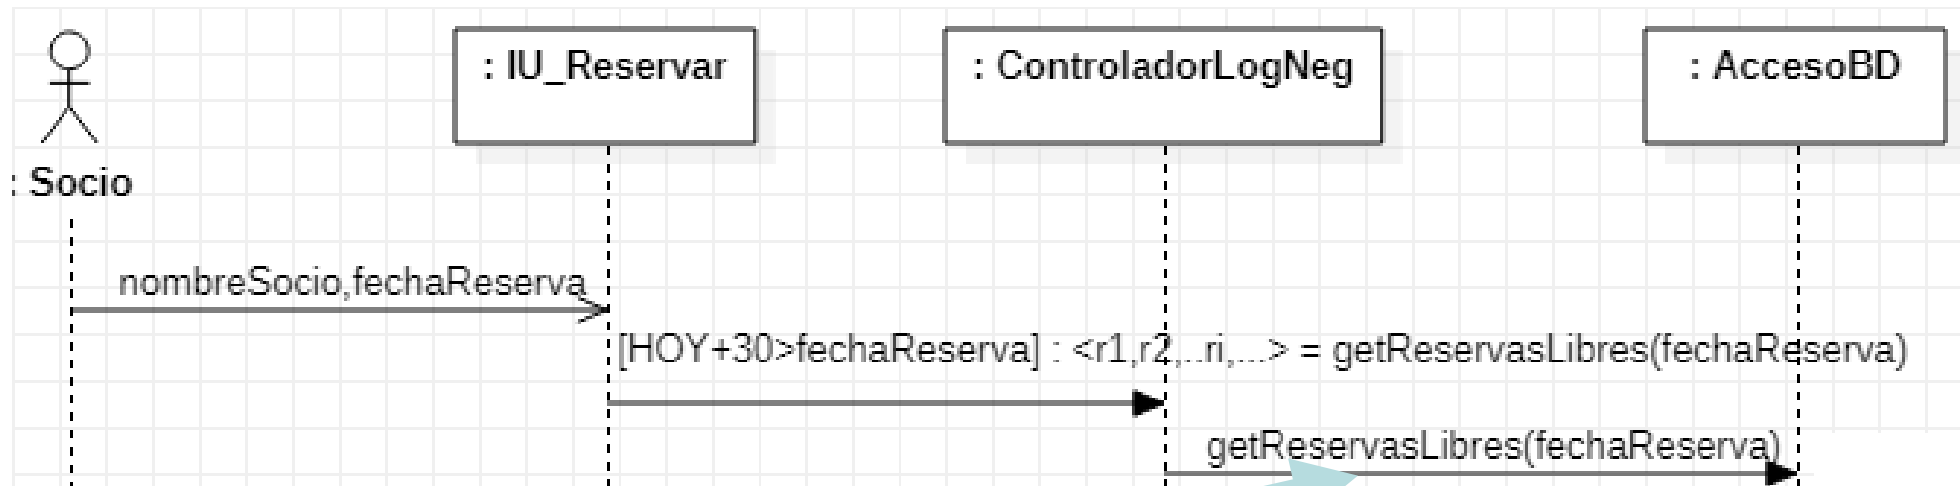 : IU_Reservar
: ControladorLogNeg
: AccesoBD
: Socio
nombreSocio,fechaReserva
[HOY+30>fechaReserva] : <r1,r2,..ri,...> = getReservasLibres(fechaReserva)
getReservasLibres(fechaReserva)